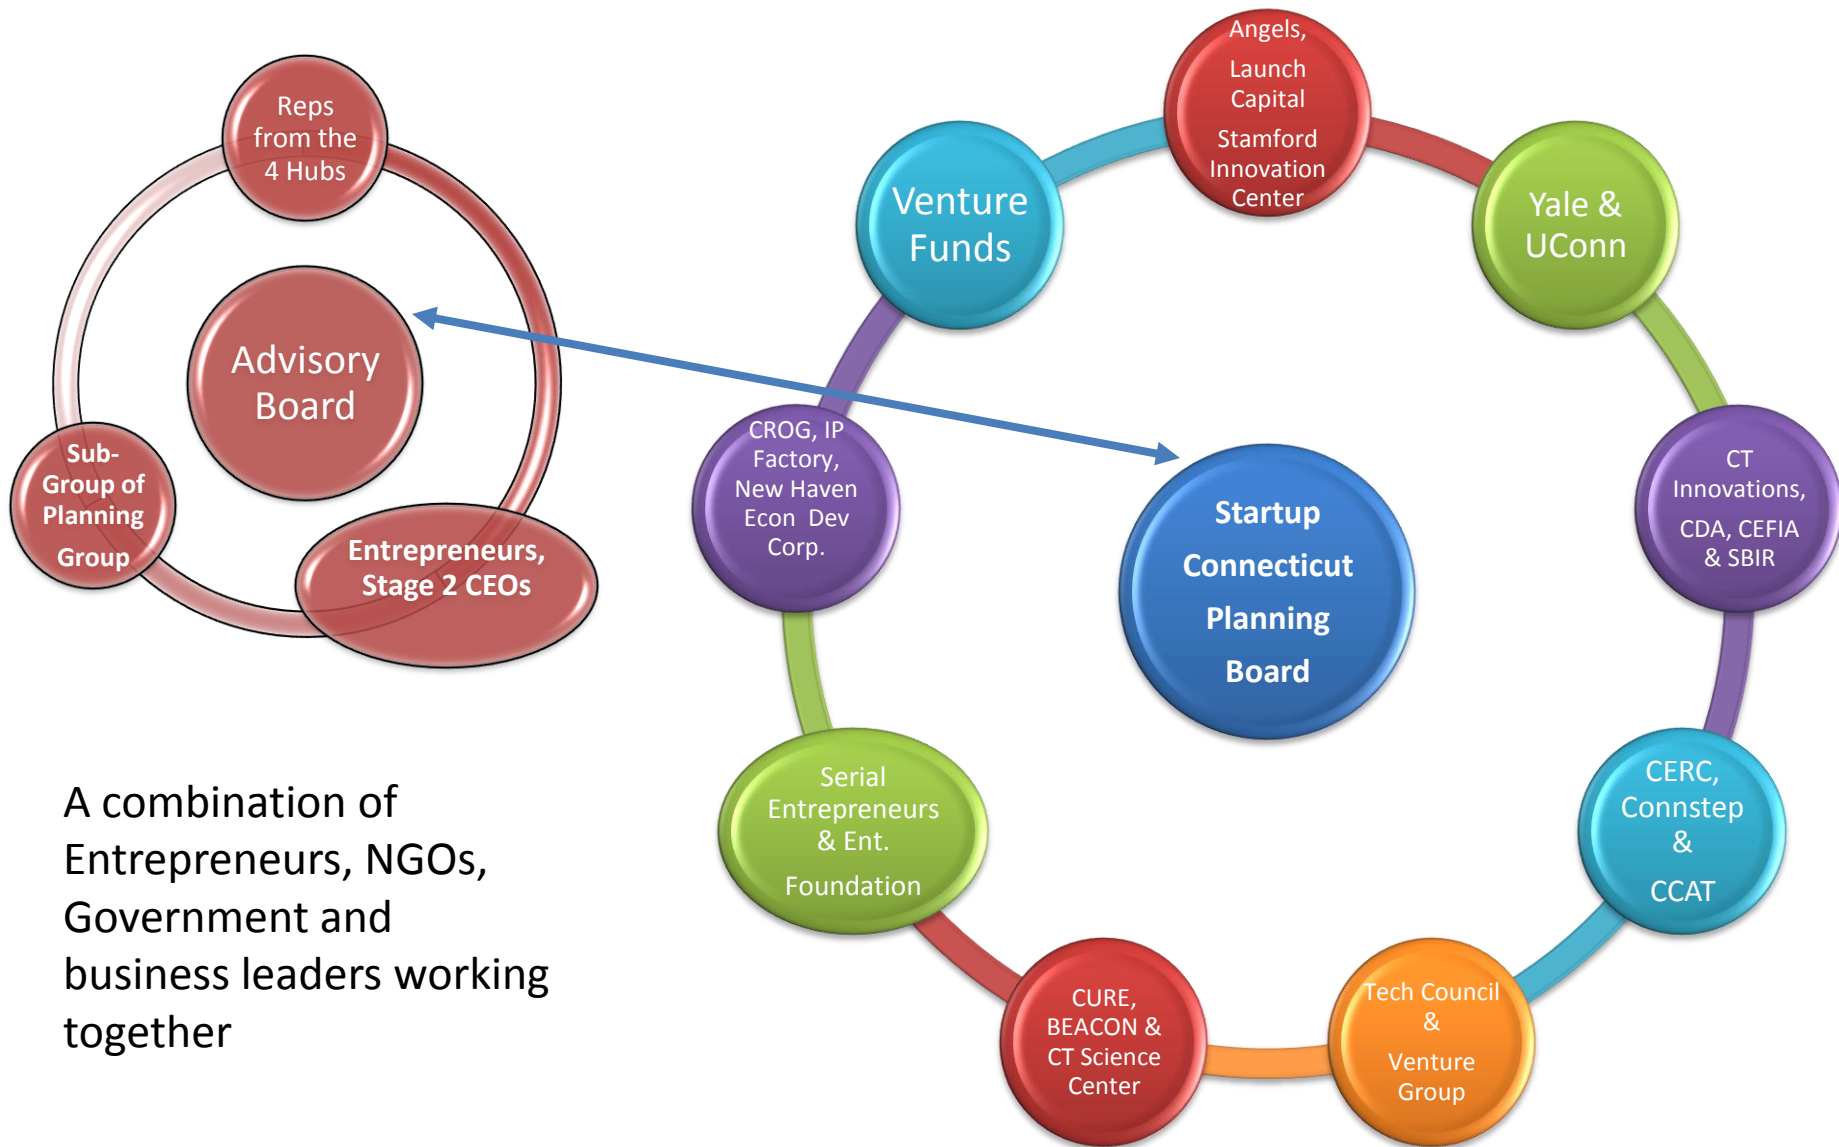 Reps
from the
4 Hubs
Advisory
Board
Sub-
Group of
Planning
Group
Entrepreneurs,
Stage 2 CEOs
A combination of
Entrepreneurs, NGOs,
Government and
business leaders working
together
Angels,
Launch
Capital
Stamford
Innovation
Center
Yale &
UConn
CT
Innovations,
CDA, CEFIA
& SBIR
CERC,
Connstep
&
CCAT
Tech Council
&
Venture
Group
CURE,
BEACON &
CT Science
Center
Serial
Entrepreneurs
& Ent.
Foundation
CROG, IP
Factory,
New Haven
Econ Dev
Corp.
Venture
Funds
Startup
Connecticut
Planning
Board